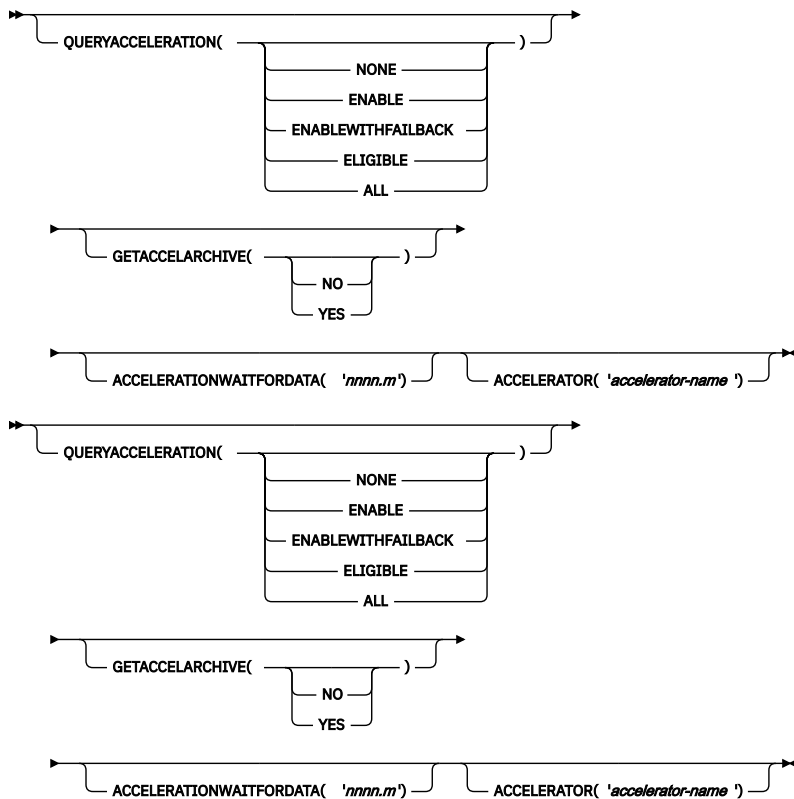 QUERYACCELERATION( )
NONE
ENABLE
ENABLEWITHFAILBACK
ELIGIBLE
ALL
GETACCELARCHIVE( )
NO
YES
ACCELERATIONWAITFORDATA( 'nnnn.m') ACCELERATOR( 'accelerator-name ')
QUERYACCELERATION( )
NONE
ENABLE
ENABLEWITHFAILBACK
ELIGIBLE
ALL
GETACCELARCHIVE( )
NO
YES
ACCELERATIONWAITFORDATA( 'nnnn.m') ACCELERATOR( 'accelerator-name ')